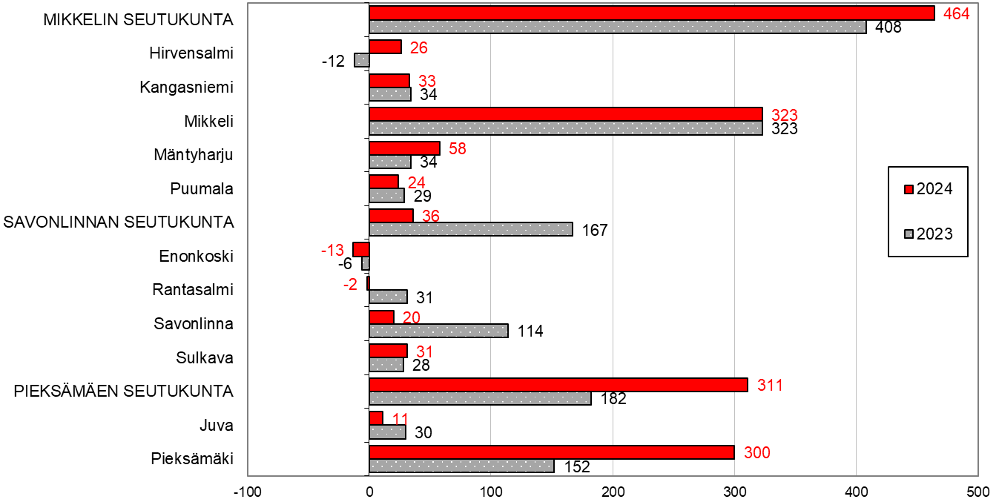 MIKKELIN SEUTUKUNTA 464
408
Hirvensalmi 26
-12
Kangasniemi 33
34
Mikkeli 323
323
Mäntyharju 58
34
Puumala 24
29
SAVONLINNAN SEUTUKUNTA 36
167
Enonkoski -13
-6
Rantasalmi -2
31
Savonlinna 20
114
Sulkava 31
28
PIEKSÄMÄEN SEUTUKUNTA 311
182
Juva 11
30
Pieksämäki 300
152
2024
2023
-100 0 100 200 300 400 500